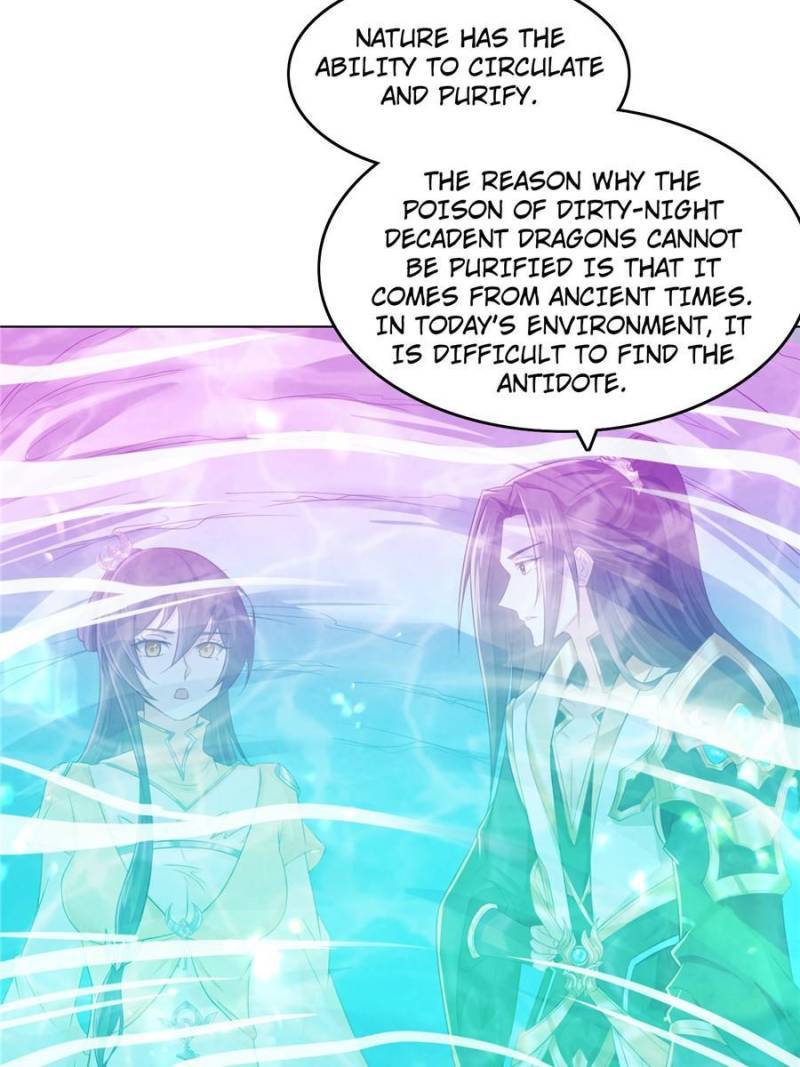 NATURE HAS THE
ABILITY TO CIRCULATE
AND PURIFY.
THE REASON WHY THE
POISON OF DIRTY-NIGHT
DECADENT DRAGONS CANNOT
BE PURIFIED IS THAT IT
COMES FROM ANCIENT TIMES.
IN TODAY'S ENVIRONMENT, IT
IS DIFFICULT TO FIND THE
ANTIDOTE.